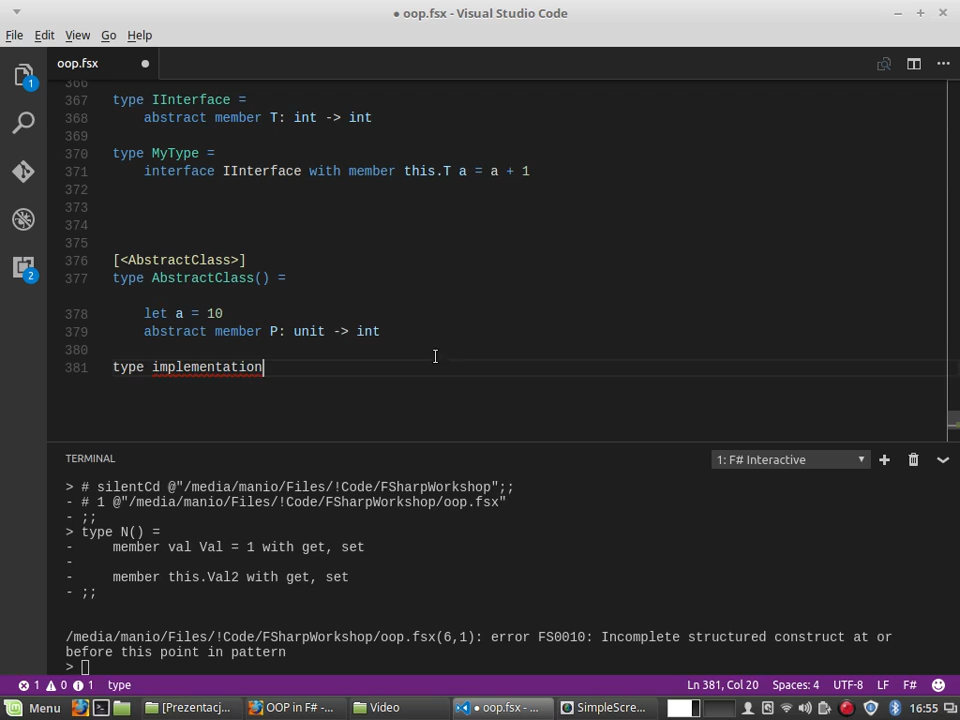 ● oop.fsx - Visual Studio Code
File Edit View Go Help
oop.fsx
1
2
366
367 type IInterface =
368 abstract member T: int -> int
369
370 type MyType =
371 interface IInterface with member this.T a = a + 1
372
373
374
375
376 [<AbstractClass>]
377 type AbstractClass() =
378 let a = 10
379 abstract member P: unit -> int
380
381 type implementation
TERMINAL
1: F# Interactive
> # silentCd @"/media/manio/Files/!Code/FSharpWorkshop";;
- # 1 @"/media/manio/Files/!Code/FSharpWorkshop/oop.fsx"
- ;;
> type N() =
- member val Val = 1 with get, set
-
- member this.Val2 with get, set
- ;;
/media/manio/Files/!Code/FSharpWorkshop/oop.fsx(6,1): error FS0010: Incomplete structured construct at or
before this point in pattern
>
1 0 1 type
Ln 381, Col 20 Spaces: 4 UTF-8 LF F#
Menu [Prezentacj... OOP in F# -... Video ● oop.fsx - ... SimpleScre... 16:55